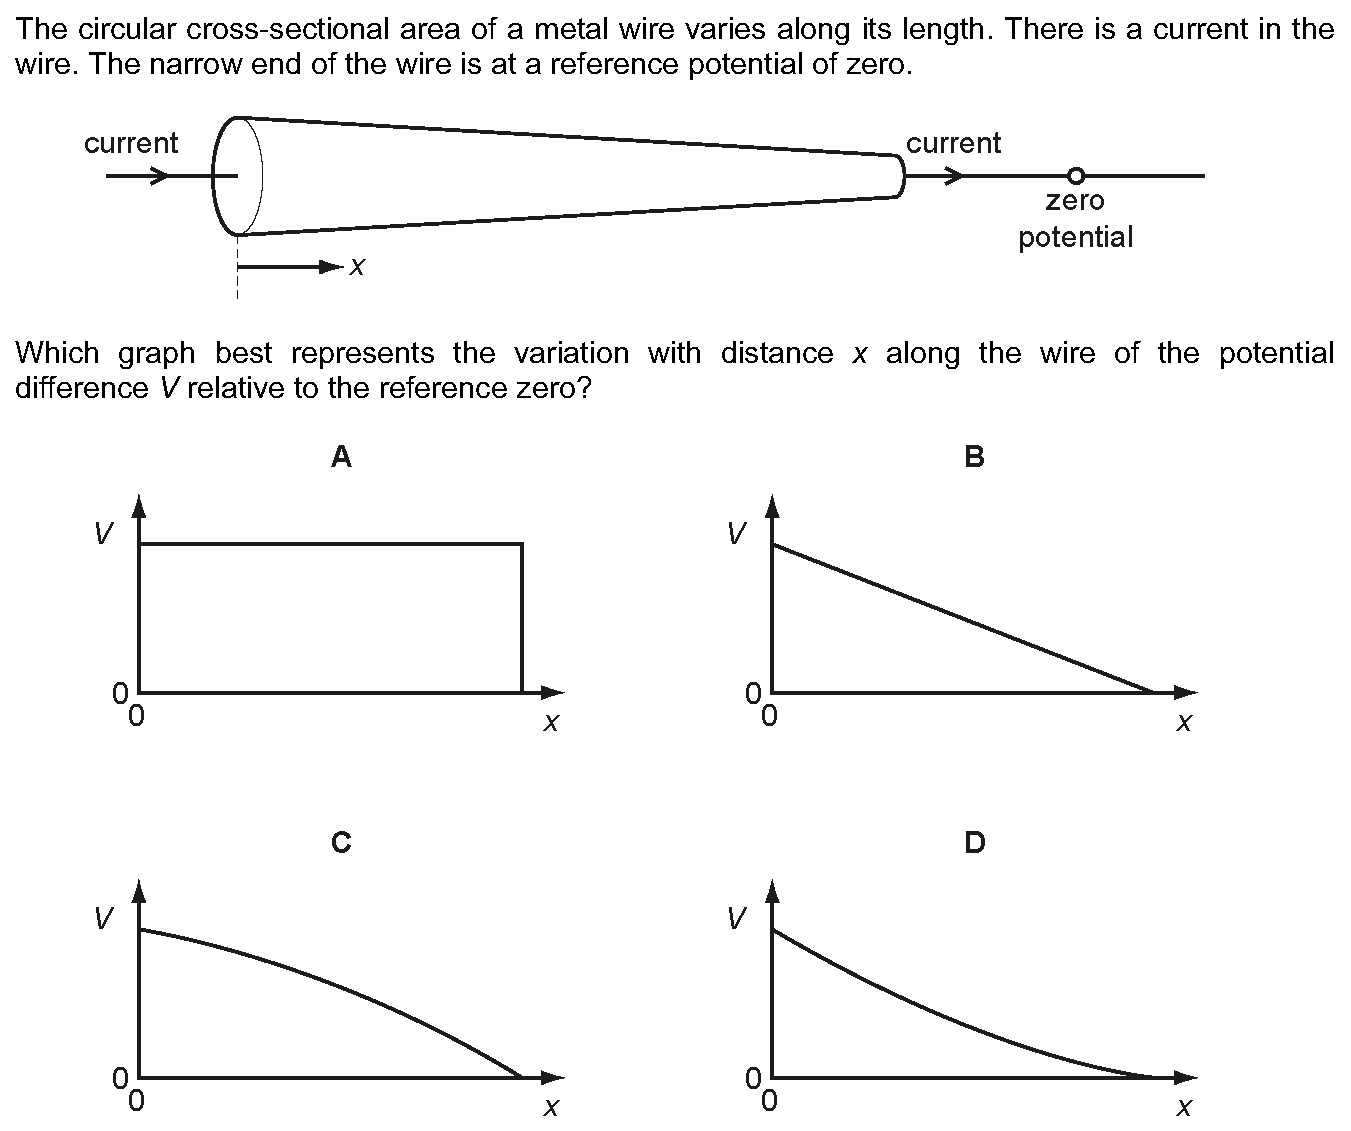 The circular cross-sectional area of a metal wire varies along its length. There is a current in the
wire. The narrow end of the wire is at a reference potential of zero.
current
current
zero
potential
x
Which graph best represents the variation with distance x along the wire of the potential
difference V relative to the reference zero?
A
B
V
V
0
0
0
0
x
x
C
D
V
V
0
0
0
0
x
x